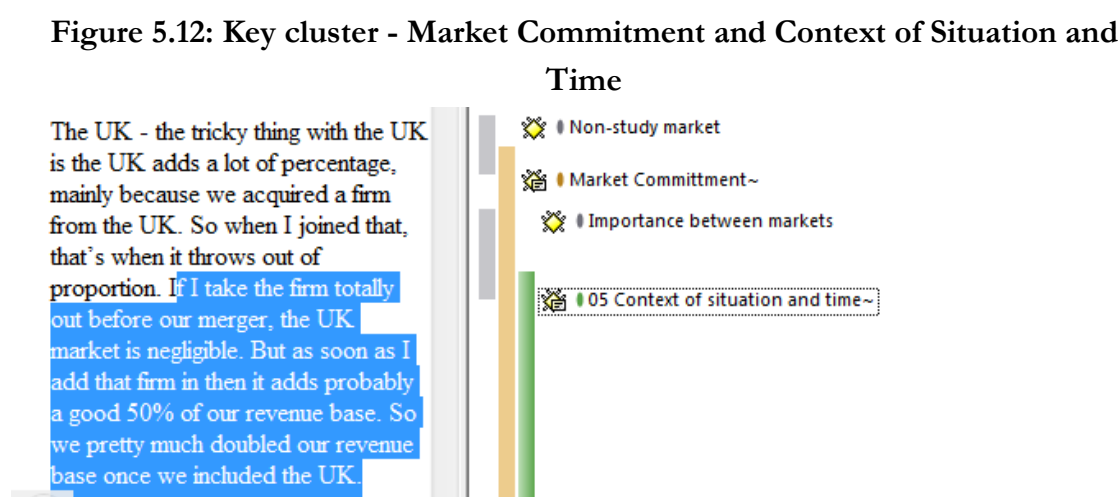 Figure 5.12: Key cluster - Market Commitment and Context of Situation and
Time
The UK - the tricky thing with the UK
is the UK adds a lot of percentage,
mainly because we acquired a firm
from the UK. So when I joined that,
that's when it throws out of
proportion. If I take the firm totally
out before our merger, the UK
market is negligible. But as soon as I
add that firm in then it adds probably
a good 50% of our revenue base. So
we pretty much doubled our revenue
base once we included the UK.
Non-study market
Market Committment~
Importance between markets
05 Context of situation and time~